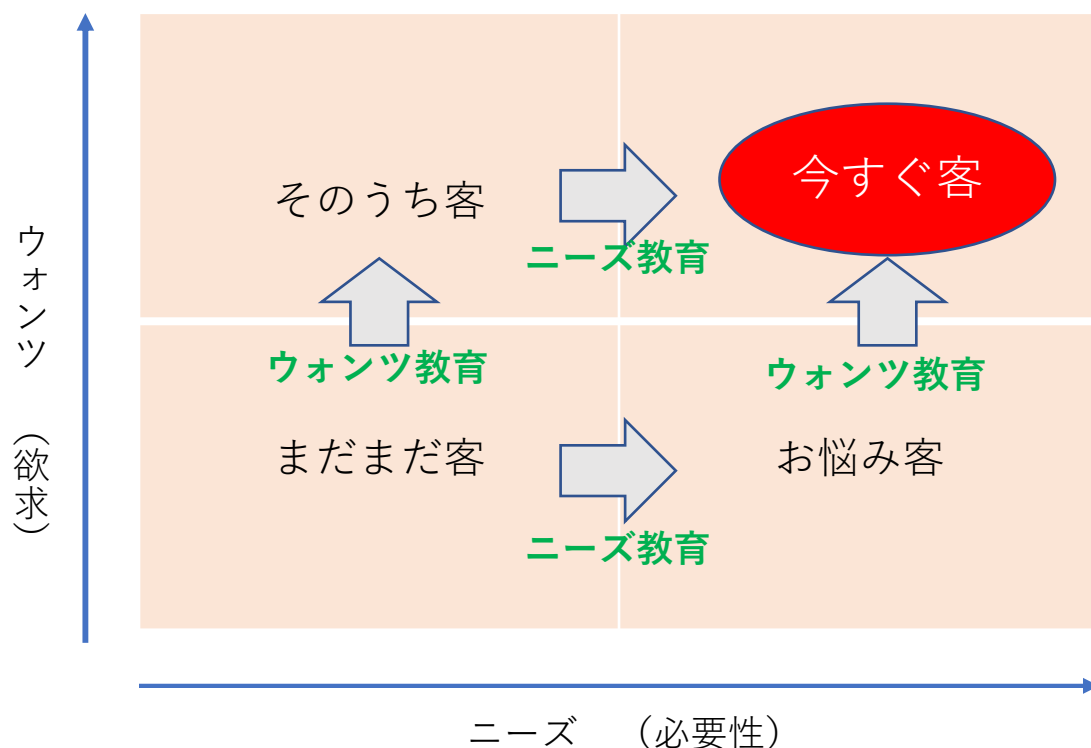 ウォンツ （欲求）
そのうち客
今すぐ客
ニーズ教育
ウォンツ教育
ウォンツ教育
まだまだ客
お悩み客
ニーズ教育
ニーズ （必要性）